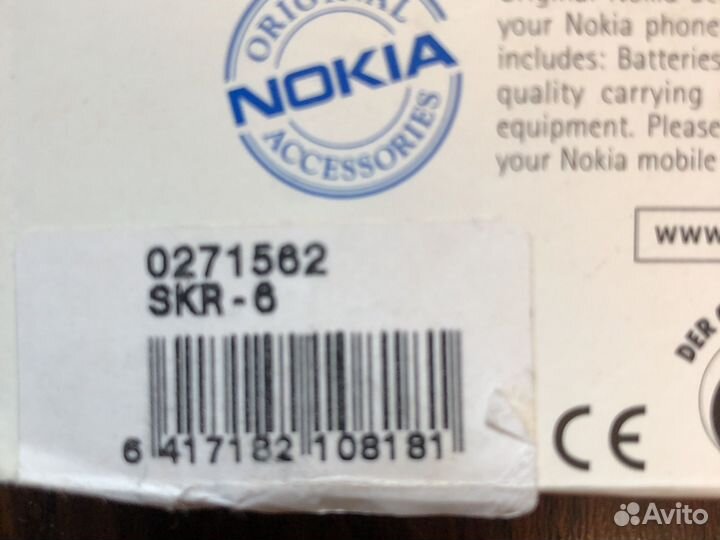 ORIGINAL
NOKIA
ACCESSORIES
your Nokia phone
includes: Batteries
quality carrying
equipment. Please
your Nokia mobile
www
DER
0271562
SKR-6
6 417182 108181
CE
Avito